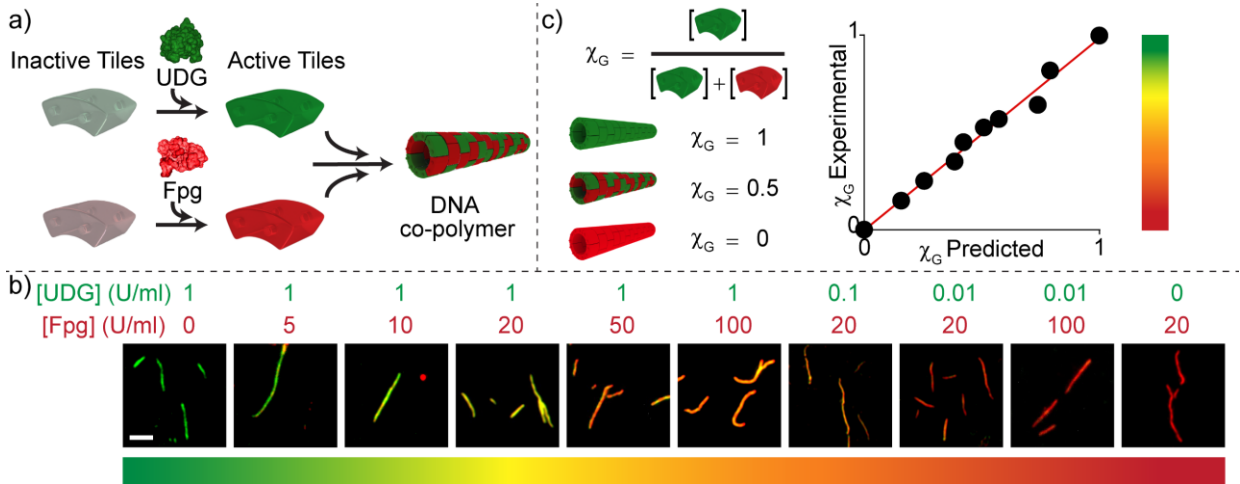 a)
Inactive Tiles
UDG
Active Tiles
Fpg
DNA
co-polymer
c)
χG = [ ] / [ ] + [ ]
χG = 1
χG = 0.5
χG = 0
χG Experimental
1
0
0
1
χG Predicted
b)
[UDG] (U/ml) 1 1 1 1 1 1 0.1 0.01 0.01 0
[Fpg] (U/ml) 0 5 10 20 50 100 20 20 100 20